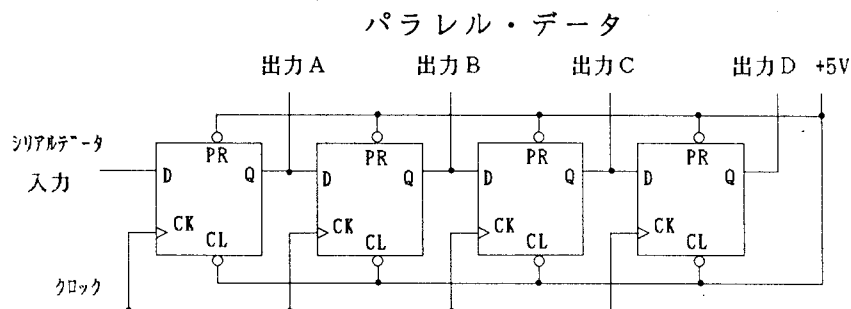 パラレル・データ
出力A 出力B 出力C 出力D +5V
シリアルデータ
入力
PR PR PR PR
D Q D Q D Q D Q
CK CK CK CK
CL CL CL CL
クロック